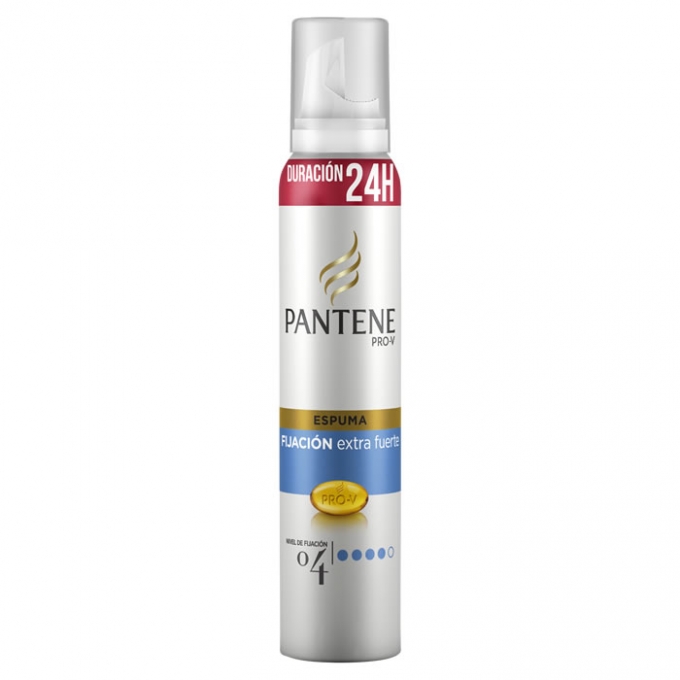 DURACIÓN 24H
PANTENE
PRO-V
ESPUMA
FIJACIÓN extra fuerte
PRO-V
NIVEL DE FIJACIÓN
04